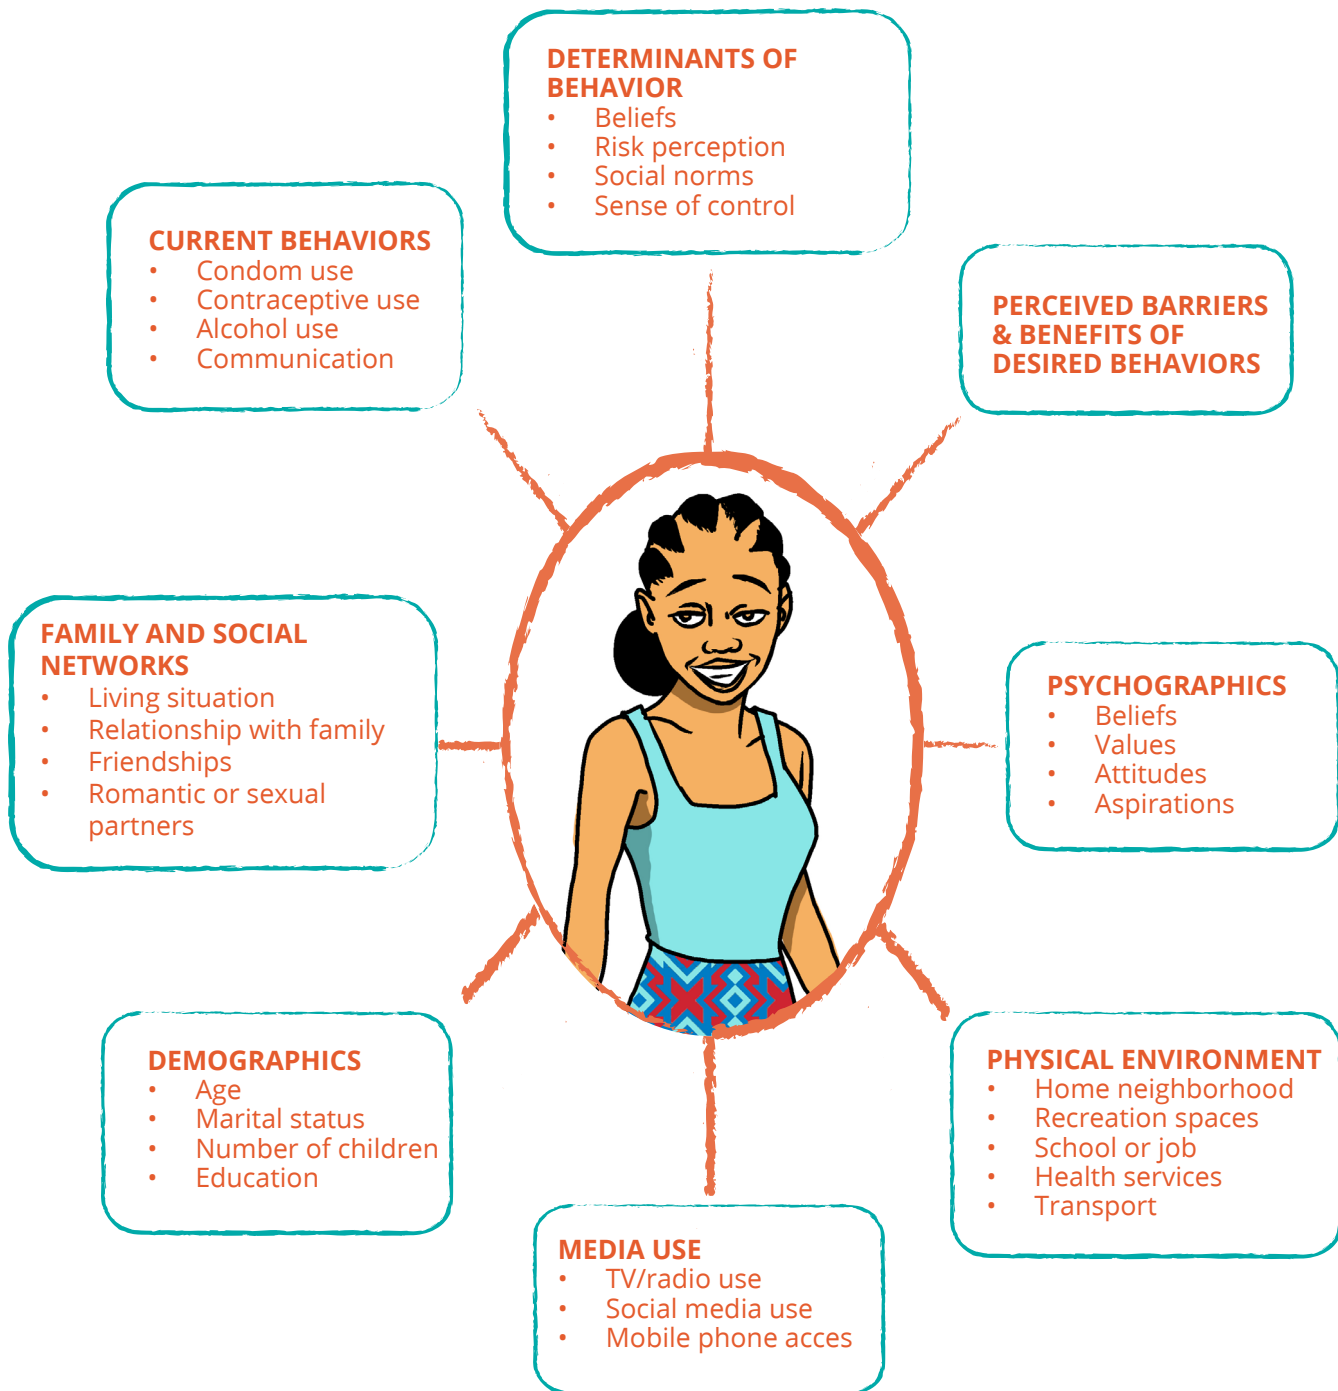 DETERMINANTS OF
BEHAVIOR
• Beliefs
• Risk perception
• Social norms
• Sense of control
CURRENT BEHAVIORS
• Condom use
• Contraceptive use
• Alcohol use
• Communication
PERCEIVED BARRIERS
& BENEFITS OF
DESIRED BEHAVIORS
FAMILY AND SOCIAL
NETWORKS
• Living situation
• Relationship with family
• Friendships
• Romantic or sexual
partners
PSYCHOGRAPHICS
• Beliefs
• Values
• Attitudes
• Aspirations
DEMOGRAPHICS
• Age
• Marital status
• Number of children
• Education
PHYSICAL ENVIRONMENT
• Home neighborhood
• Recreation spaces
• School or job
• Health services
• Transport
MEDIA USE
• TV/radio use
• Social media use
• Mobile phone acces